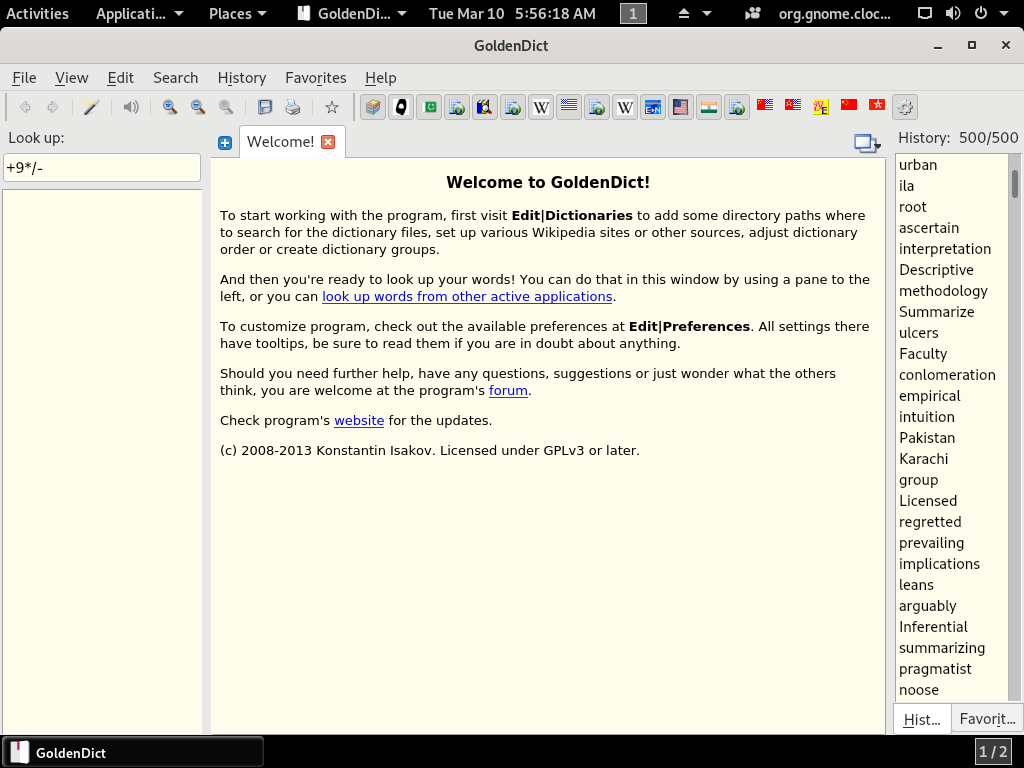 Activities Applicati... Places GoldenDi... Tue Mar 10 5:56:18 AM 1 org.gnome.cloc...
GoldenDict
File View Edit Search History Favorites Help
Look up:
+9*/-
Welcome!
Welcome to GoldenDict!
To start working with the program, first visit Edit|Dictionaries to add some directory paths where
to search for the dictionary files, set up various Wikipedia sites or other sources, adjust dictionary
order or create dictionary groups.
And then you're ready to look up your words! You can do that in this window by using a pane to the
left, or you can look up words from other active applications.
To customize program, check out the available preferences at Edit|Preferences. All settings there
have tooltips, be sure to read them if you are in doubt about anything.
Should you need further help, have any questions, suggestions or just wonder what the others
think, you are welcome at the program's forum.
Check program's website for the updates.
(c) 2008-2013 Konstantin Isakov. Licensed under GPLv3 or later.
History: 500/500
urban
ila
root
ascertain
interpretation
Descriptive
methodology
Summarize
ulcers
Faculty
conlomeration
empirical
intuition
Pakistan
Karachi
group
Licensed
regretted
prevailing
implications
leans
arguably
Inferential
summarizing
pragmatist
noose
Hist... Favorit...
GoldenDict
1 / 2